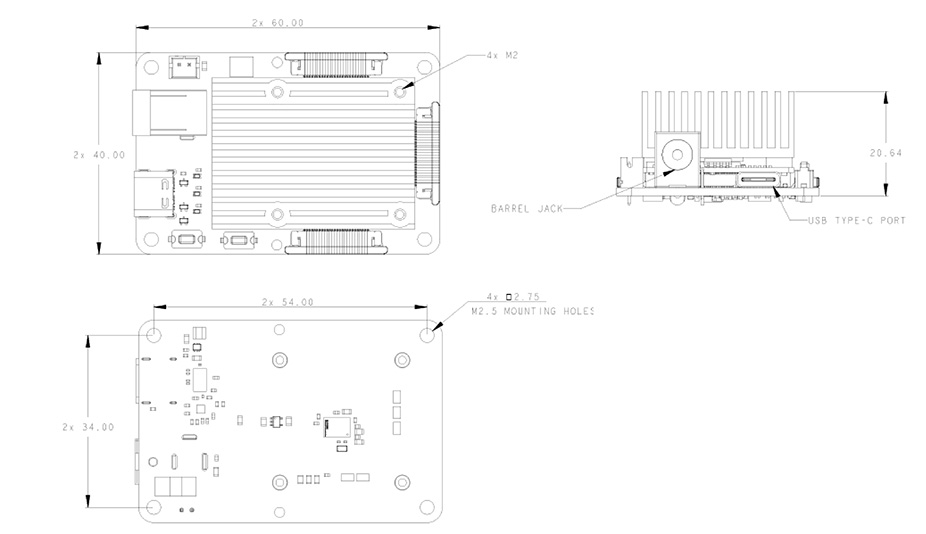 2x 60.00
4x M2
2x 40.00
20.64
BARREL JACK
USB TYPE-C PORT
2x 54.00
4x □2.75
M2.5 MOUNTING HOLES
2x 34.00